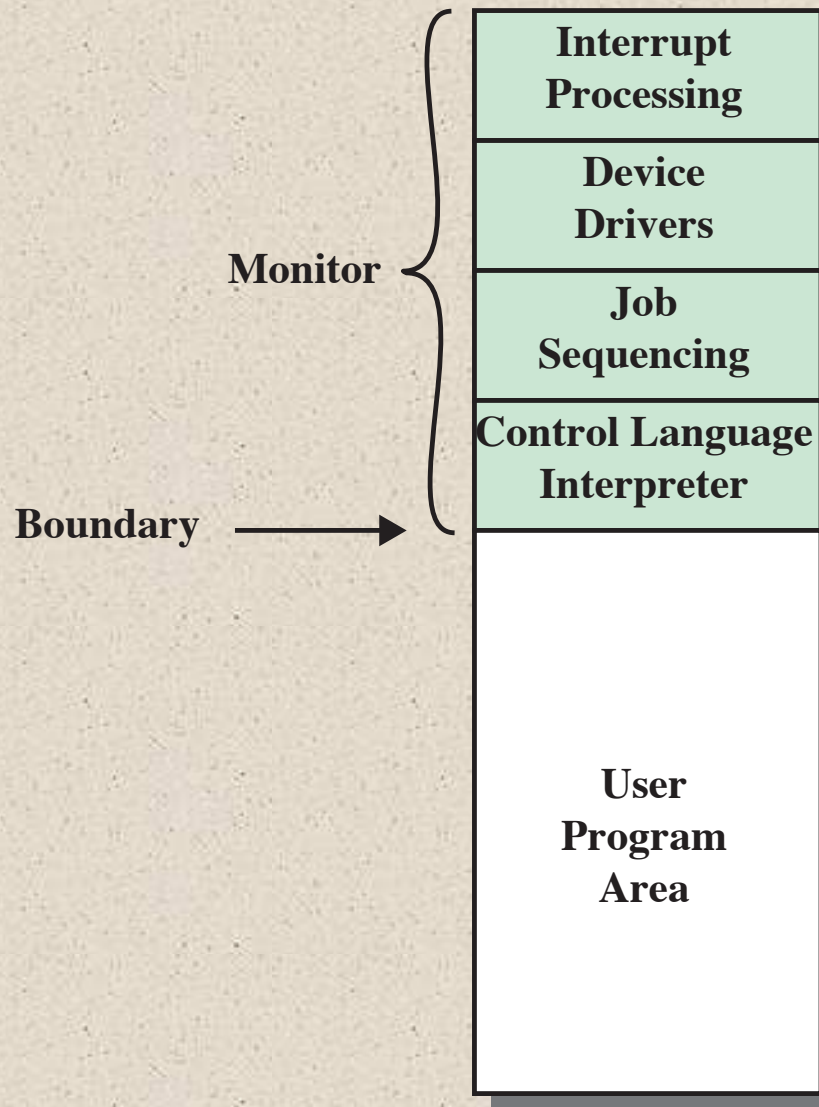 Interrupt
Processing
Device
Drivers
Monitor
Job
Sequencing
Control Language
Interpreter
Boundary
User
Program
Area